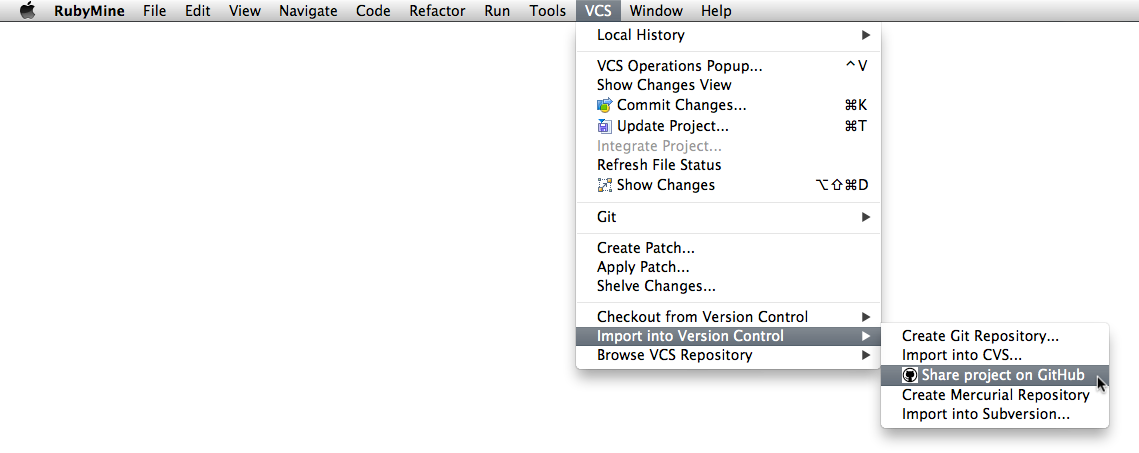 RubyMine File Edit View Navigate Code Refactor Run Tools VCS Window Help
Local History
VCS Operations Popup... ^V
Show Changes View
Commit Changes... ⌘K
Update Project... ⌘T
Integrate Project...
Refresh File Status
Show Changes ⌥⇧⌘D
Git
Create Patch...
Apply Patch...
Shelve Changes...
Checkout from Version Control
Import into Version Control
Browse VCS Repository
Create Git Repository...
Import into CVS...
Share project on GitHub
Create Mercurial Repository
Import into Subversion...